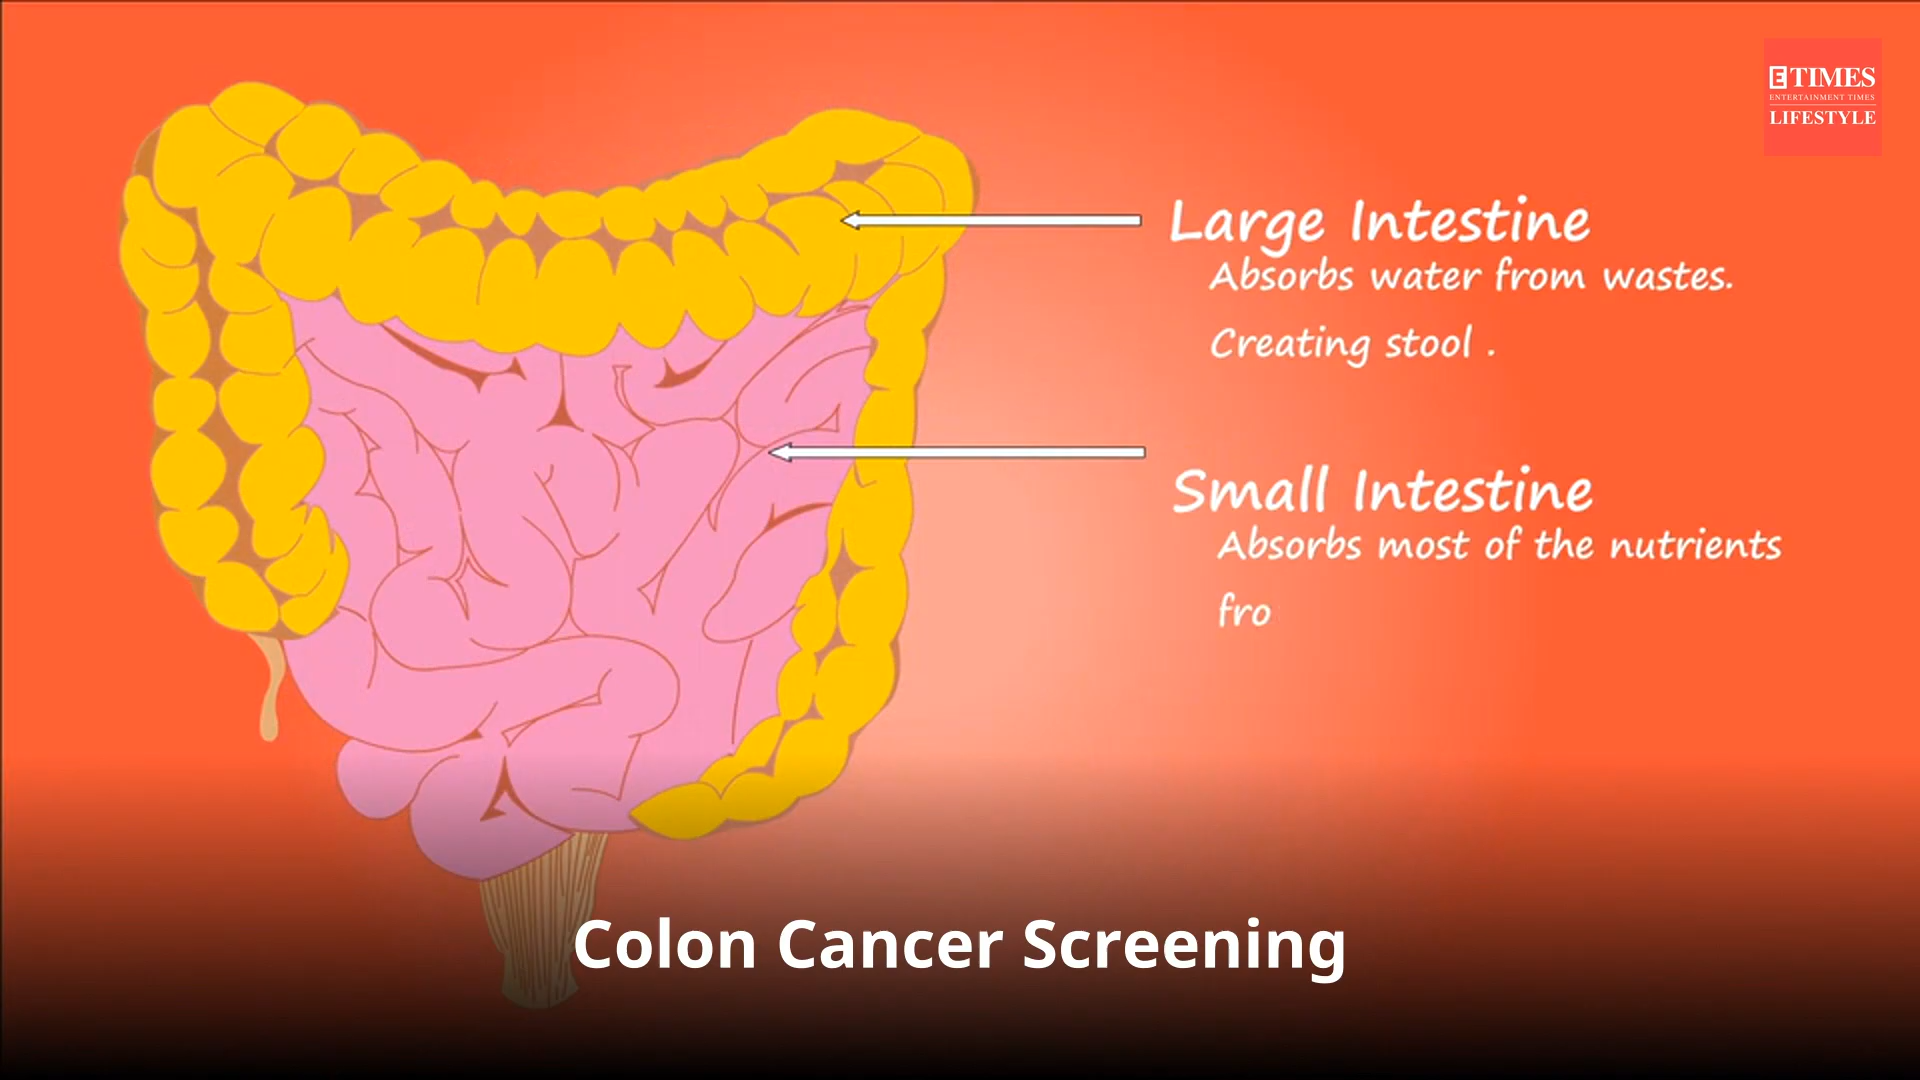 ETIMES
ENTERTAINMENT TIMES
LIFESTYLE
Large Intestine
Absorbs water from wastes.
Creating stool .
Small Intestine
Absorbs most of the nutrients
fro
Colon Cancer Screening